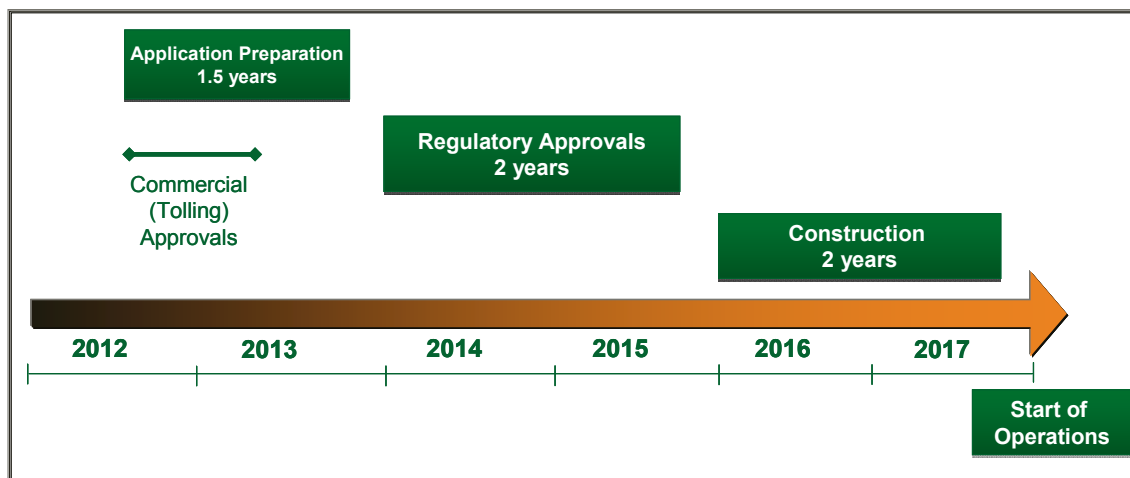 Application Preparation
1.5 years
Regulatory Approvals
2 years
Commercial
(Tolling)
Approvals
Construction
2 years
2012 2013 2014 2015 2016 2017
Start of
Operations